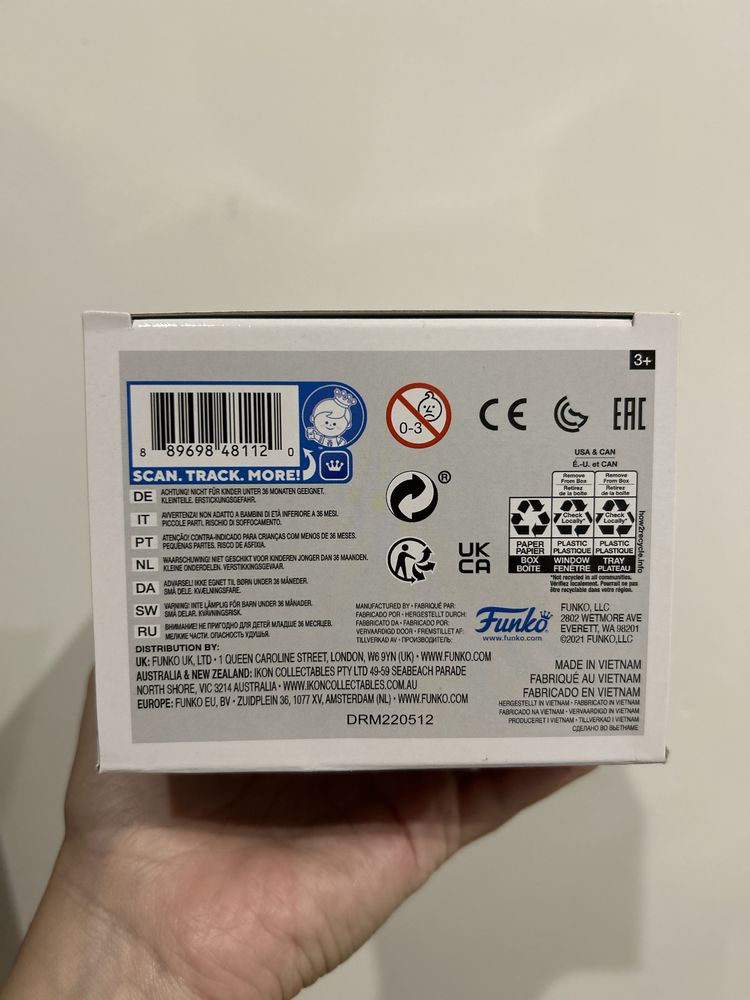 3+
8 89698 48112 0
SCAN. TRACK. MORE!
0-3
CE
EAC
®
UK
CA
USA & CAN
É.-U. et CAN
Remove From Box
Retirez de la boîte
Remove From Box
Retirez de la boîte
Check Locally*
Check Locally*
PAPER
PAPIER
PLASTIC
PLASTIQUE
PLASTIC
PLASTIQUE
BOX
BOÎTE
WINDOW
FENÊTRE
TRAY
PLATEAU
*Not recycled in all communities.
Vérifiez localement. Pourrait ne pas
être recyclable dans votre région.
how2recycle.info
DE ACHTUNG! NICHT FÜR KINDER UNTER 36 MONATEN GEEIGNET.
KLEINTEILE. ERSTICKUNGSGEFAHR.
IT AVVERTENZA! NON ADATTO A BAMBINI DI ETÀ INFERIORE A 36 MESI.
PICCOLE PARTI. RISCHIO DI SOFFOCAMENTO.
PT ATENÇÃO! CONTRA-INDICADO PARA CRIANÇAS COM MENOS DE 36 MESES.
PEQUENAS PARTES. RISCO DE ASFIXIA.
NL WAARSCHUWING! NIET GESCHIKT VOOR KINDEREN JONGER DAN 36 MAANDEN.
KLEINE ONDERDELEN. VERSTIKKINGSGEVAAR.
DA ADVARSEL! IKKE EGNET TIL BØRN UNDER 36 MÅNEDER.
SMÅ DELE. KVÆLNINGSFARE.
SW VARNING! INTE LÄMPLIG FÖR BARN UNDER 36 MÅNADER.
SMÅ DELAR. KVÄVNINGSRISK.
RU ВНИМАНИЕ! НЕ ПРИГОДНО ДЛЯ ДЕТЕЙ МЛАДШЕ 36 МЕСЯЦЕВ.
МЕЛКИЕ ЧАСТИ. ОПАСНОСТЬ УДУШЬЯ.
MANUFACTURED BY • FABRIQUÉ PAR:
FABRICADO POR • HERGESTELLT DURCH:
FABRICATO DA • FABRICADO POR:
VERVAARDIGD DOOR • FREMSTILLET AF:
TILLVERKAD AV • ПРОИЗВОДИТЕЛЬ:
Funko
www.funko.com
FUNKO, LLC
2802 WETMORE AVE
EVERETT, WA 98201
©2021 FUNKO,LLC
DISTRIBUTION BY:
UK: FUNKO UK, LTD • 1 QUEEN CAROLINE STREET, LONDON, W6 9YN (UK) • WWW.FUNKO.COM
AUSTRALIA & NEW ZEALAND: IKON COLLECTABLES PTY LTD 49-59 SEABEACH PARADE
NORTH SHORE, VIC 3214 AUSTRALIA • WWW.IKONCOLLECTABLES.COM.AU
EUROPE: FUNKO EU, BV • ZUIDPLEIN 36, 1077 XV, AMSTERDAM (NL) • WWW.FUNKO.COM
DRM220512
MADE IN VIETNAM
FABRIQUÉ AU VIETNAM
FABRICADO EN VIETNAM
HERGESTELLT IN VIETNAM • FABBRICATO IN VIETNAM
FABRICADO NA VIETNAM • VERVAARDIGD IN VIETNAM
PRODUCERET I VIETNAM • TILLVERKAD I VIETNAM
СДЕЛАНО ВО ВЬЕТНАМЕ